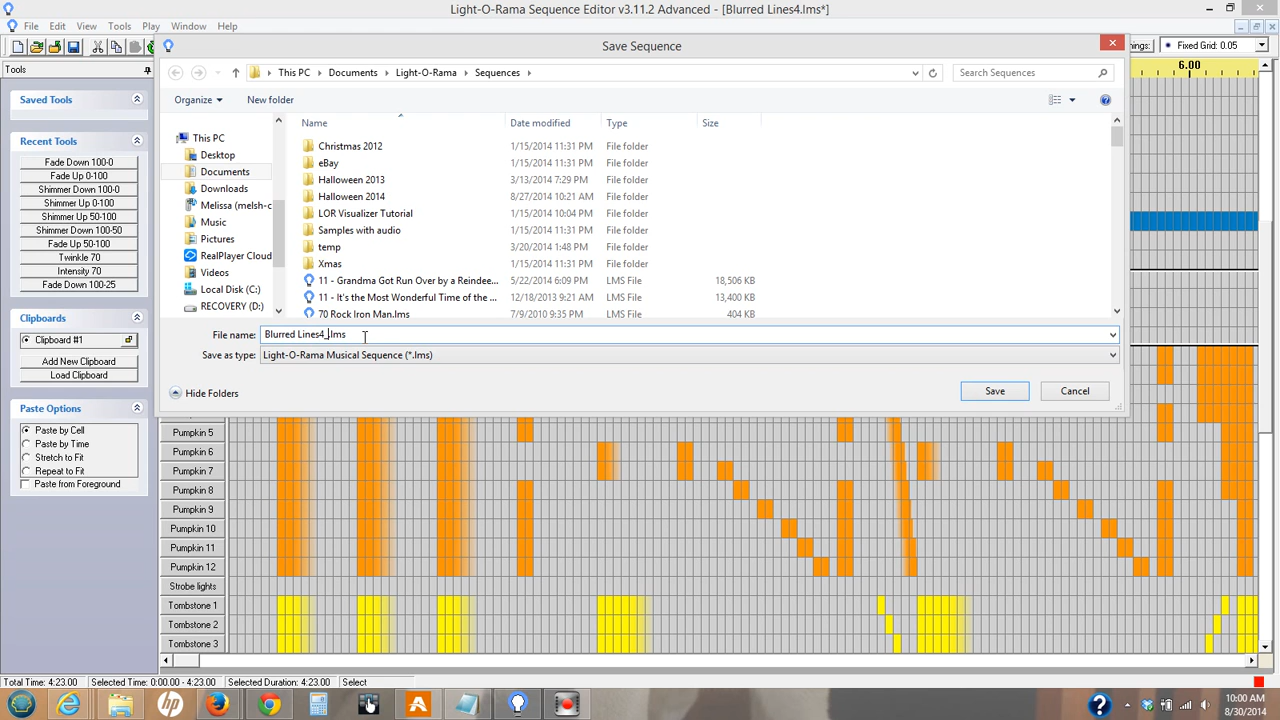 Light-O-Rama Sequence Editor v3.11.2 Advanced - [Blurred Lines4.lms*]
File Edit View Tools Play Window Help
Save Sequence
nings: Fixed Grid: 0.05
Tools
6.00
This PC Documents Light-O-Rama Sequences
Search Sequences
Organize New folder
Saved Tools
Recent Tools
Fade Down 100-0
Fade Up 0-100
Shimmer Down 100-0
Shimmer Up 0-100
Shimmer Up 50-100
Shimmer Down 100-50
Fade Up 50-100
Twinkle 70
Intensity 70
Fade Down 100-25
Clipboards
Clipboard #1
Add New Clipboard
Load Clipboard
Paste Options
Paste by Cell
Paste by Time
Stretch to Fit
Repeat to Fit
Paste from Foreground
This PC
Desktop
Documents
Downloads
Melissa (melsh-c
Music
Pictures
RealPlayer Cloud
Videos
Local Disk (C:)
RECOVERY (D:)
Name Date modified Type Size
Christmas 2012 1/15/2014 11:31 PM File folder
eBay 1/15/2014 11:31 PM File folder
Halloween 2013 3/13/2014 7:29 PM File folder
Halloween 2014 8/27/2014 10:21 AM File folder
LOR Visualizer Tutorial 1/15/2014 10:04 PM File folder
Samples with audio 1/15/2014 11:31 PM File folder
temp 3/20/2014 1:48 PM File folder
Xmas 1/15/2014 11:31 PM File folder
11 - Grandma Got Run Over by a Reindee... 5/22/2014 6:09 PM LMS File 18,506 KB
11 - It's the Most Wonderful Time of the ... 12/18/2013 9:21 AM LMS File 13,400 KB
70 Rock Iron Man.lms 7/9/2010 9:35 PM LMS File 404 KB
File name: Blurred Lines4_.lms
Save as type: Light-O-Rama Musical Sequence (*.lms)
Hide Folders Save Cancel
Pumpkin 5
Pumpkin 6
Pumpkin 7
Pumpkin 8
Pumpkin 9
Pumpkin 10
Pumpkin 11
Pumpkin 12
Strobe lights
Tombstone 1
Tombstone 2
Tombstone 3
Total Time: 4:23.00 Selected Time: 0:00.00 - 4:23.00 Selected Duration: 4:23.00 Select
10:00 AM
8/30/2014